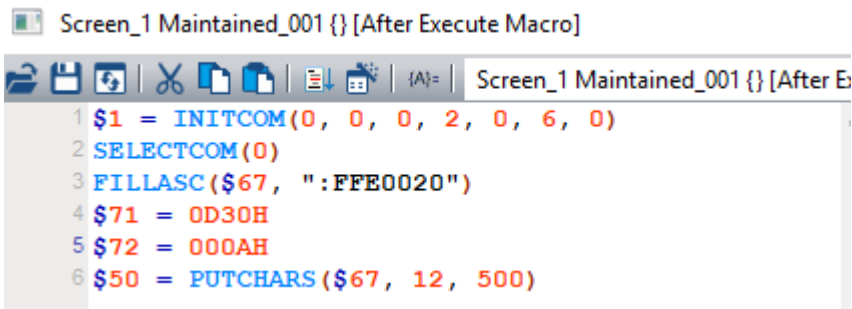 Screen_1 Maintained_001 {} [After Execute Macro]
{A}= Screen_1 Maintained_001 {} [After E
1 $1 = INITCOM(0, 0, 0, 2, 0, 6, 0)
2 SELECTCOM(0)
3 FILLASC($67, ":FFE0020")
4 $71 = 0D30H
5 $72 = 000AH
6 $50 = PUTCHARS($67, 12, 500)